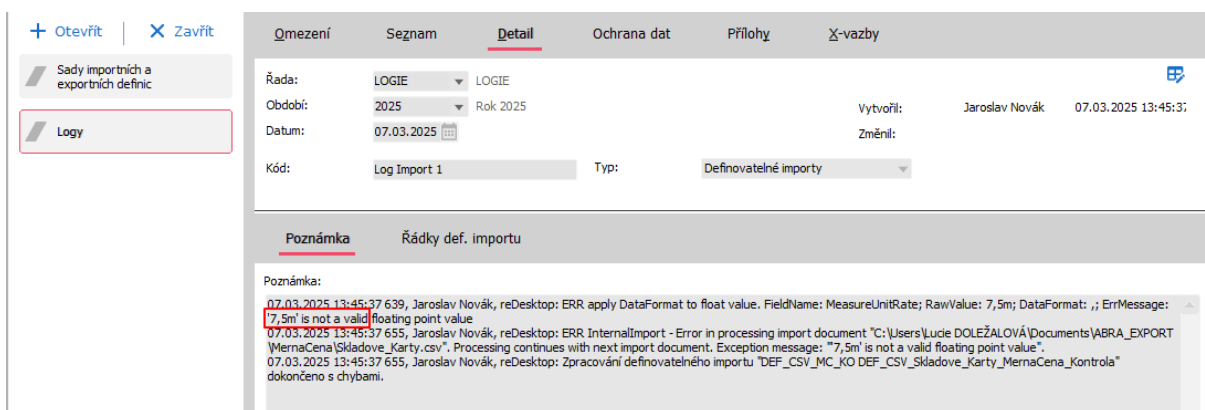 Otevřít Zavřít
Omezení Seznam Detail Ochrana dat Přílohy X-vazby
Sady importních a
exportních definic
Logy
Řada: LOGIE LOGIE
Období: 2025 Rok 2025
Vytvořil: Jaroslav Novák 07.03.2025 13:45:37
Datum: 07.03.2025
Změnil:
Kód: Log Import 1 Typ: Definovatelné importy
Poznámka Řádky def. importu
Poznámka:
07.03.2025 13:45:37 639, Jaroslav Novák, reDesktop: ERR apply DataFormat to float value. FieldName: MeasureUnitRate; RawValue: 7,5m; DataFormat: ,; ErrMessage:
'7,5m' is not a valid floating point value
07.03.2025 13:45:37 655, Jaroslav Novák, reDesktop: ERR InternalImport - Error in processing import document "C:\Users\Lucie DOLEŽALOVÁ\Documents\ABRA_EXPORT
\MernaCena\Skladove_Karty.csv". Processing continues with next import document. Exception message: "'7,5m' is not a valid floating point value".
07.03.2025 13:45:37 655, Jaroslav Novák, reDesktop: Zpracování definovatelného importu "DEF_CSV_MC_KO DEF_CSV_Skladove_Karty_MernaCena_Kontrola"
dokončeno s chybami.